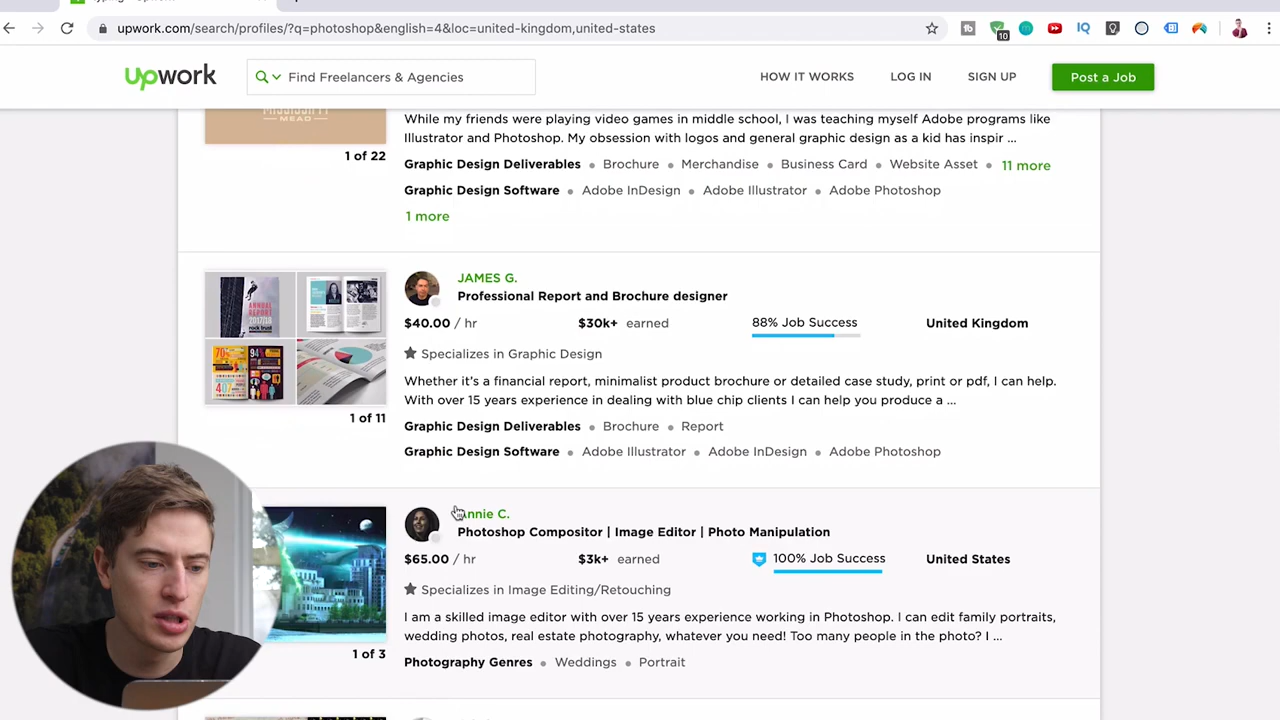 upwork.com/search/profiles/?q=photoshop&english=4&loc=united-kingdom,united-states
10
upwork
Find Freelancers & Agencies
HOW IT WORKS
LOG IN
SIGN UP
Post a Job
MEAD
While my friends were playing video games in middle school, I was teaching myself Adobe programs like
Illustrator and Photoshop. My obsession with logos and general graphic design as a kid has inspir ...
1 of 22
Graphic Design Deliverables • Brochure • Merchandise • Business Card • Website Asset • 11 more
Graphic Design Software • Adobe InDesign • Adobe Illustrator • Adobe Photoshop
1 more
JAMES G.
Professional Report and Brochure designer
$40.00 / hr
$30k+ earned
88% Job Success
United Kingdom
Specializes in Graphic Design
Whether it's a financial report, minimalist product brochure or detailed case study, print or pdf, I can help.
With over 15 years experience in dealing with blue chip clients I can help you produce a ...
1 of 11
Graphic Design Deliverables • Brochure • Report
Graphic Design Software • Adobe Illustrator • Adobe InDesign • Adobe Photoshop
nnie C.
Photoshop Compositor | Image Editor | Photo Manipulation
$65.00 / hr
$3k+ earned
100% Job Success
United States
Specializes in Image Editing/Retouching
I am a skilled image editor with over 15 years experience working in Photoshop. I can edit family portraits,
wedding photos, real estate photography, whatever you need! Too many people in the photo? I ...
1 of 3
Photography Genres • Weddings • Portrait